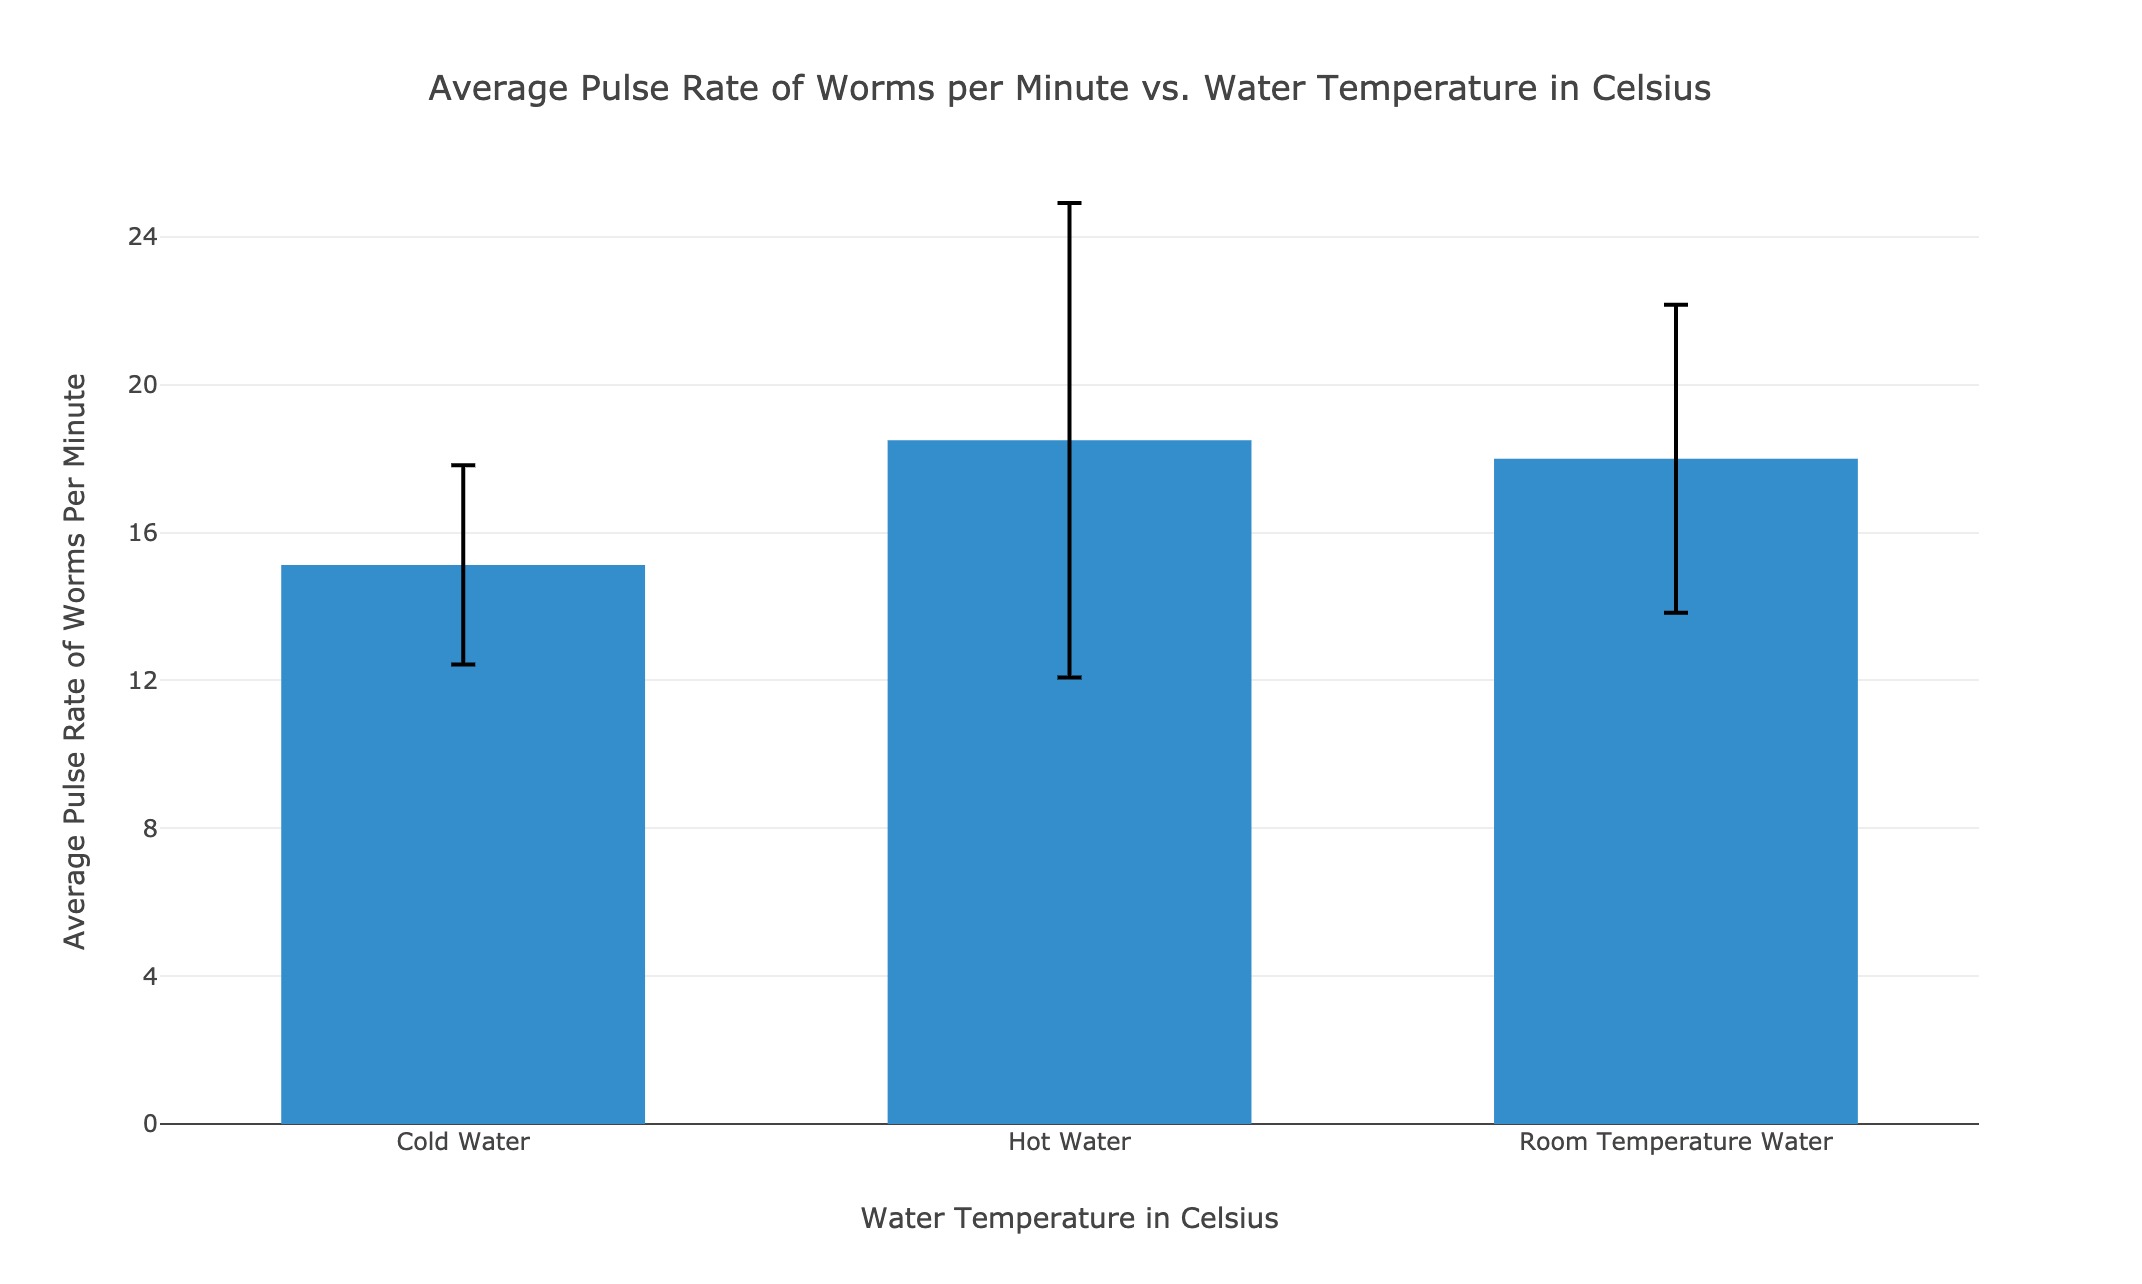 Average Pulse Rate of Worms per Minute vs. Water Temperature in Celsius
Average Pulse Rate of Worms Per Minute
24
20
16
12
8
4
0
Cold Water
Hot Water
Room Temperature Water
Water Temperature in Celsius